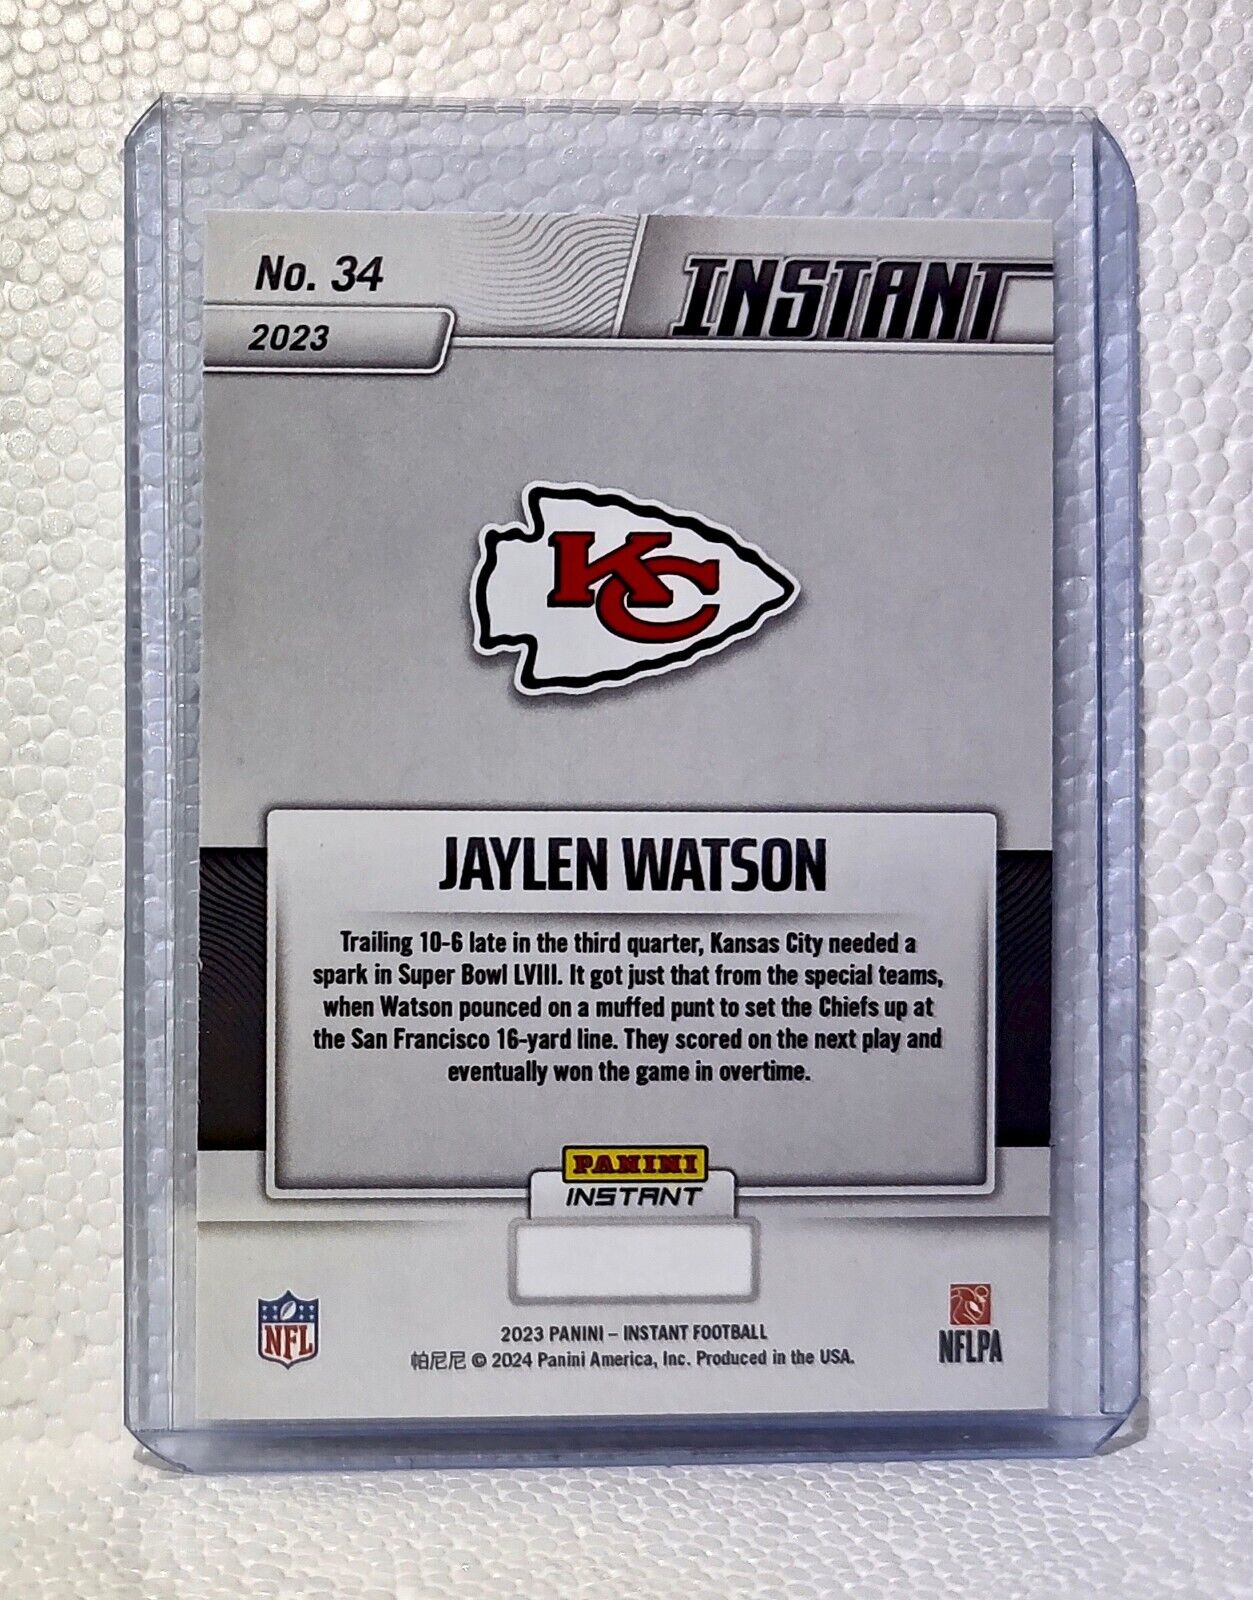 No. 34
2023
INSTANT
KC
JAYLEN WATSON
Trailing 10-6 late in the third quarter, Kansas City needed a
spark in Super Bowl LVIII. It got just that from the special teams,
when Watson pounced on a muffed punt to set the Chiefs up at
the San Francisco 16-yard line. They scored on the next play and
eventually won the game in overtime.
PANINI
INSTANT
NFL
2023 PANINI – INSTANT FOOTBALL
帕尼尼 © 2024 Panini America, Inc. Produced in the USA.
NFLPA